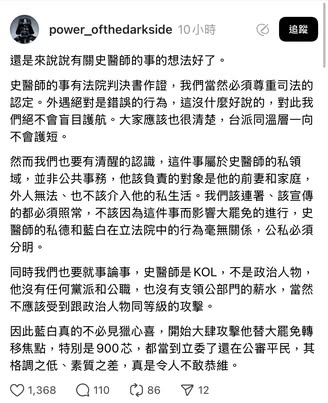 power_ofthedarkside 10小時
追蹤
還是來說說有關史醫師的事的想法好了。
史醫師的事有法院判決書作證，我們當然必須尊重司法的
認定。外遇絕對是錯誤的行為，這沒什麼好說的，對此我
們絕不會盲目護航。大家應該也很清楚，台派同溫層一向
不會護短。
然而我們也要有清醒的認識，這件事屬於史醫師的私領
域，並非公共事務，他該負責的對象是他的前妻和家庭，
外人無法、也不該介入他的私生活。我們該連署、該宣傳
的都必須照常，不該因為這件事而影響大罷免的進行，史
醫師的私德和藍白在立法院中的行為毫無關係，公私必須
分明。
同時我們也要就事論事，史醫師是KOL，不是政治人物，
他沒有任何黨派和公職，也沒有支領公部門的薪水，當然
不應該受到跟政治人物同等級的攻擊。
因此藍白真的不必見獵心喜，開始大肆攻擊他替大罷免轉
移焦點，特別是900芯，都當到立委了還在公審平民，其
格調之低、素質之差，真是令人不敢恭維。
1,368 110 86 12